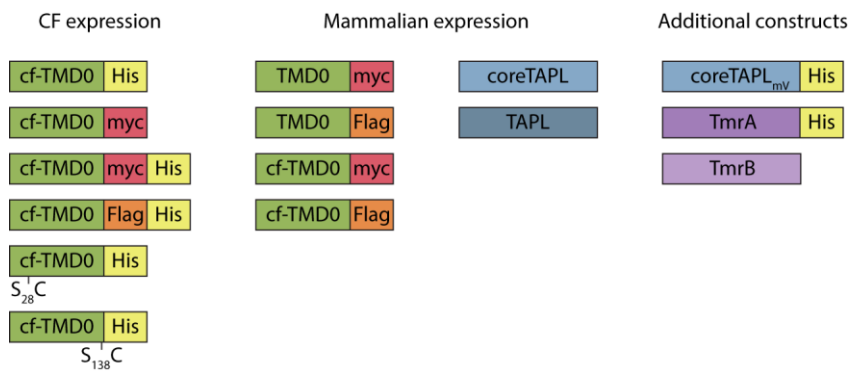 CF expression Mammalian expression Additional constructs
cf-TMD0 His TMD0 myc coreTAPL coreTAPLmV His
cf-TMD0 myc TMD0 Flag TAPL TmrA His
cf-TMD0 myc His cf-TMD0 myc TmrB
cf-TMD0 Flag His cf-TMD0 Flag
cf-TMD0 His
S28C
cf-TMD0 His
S138C